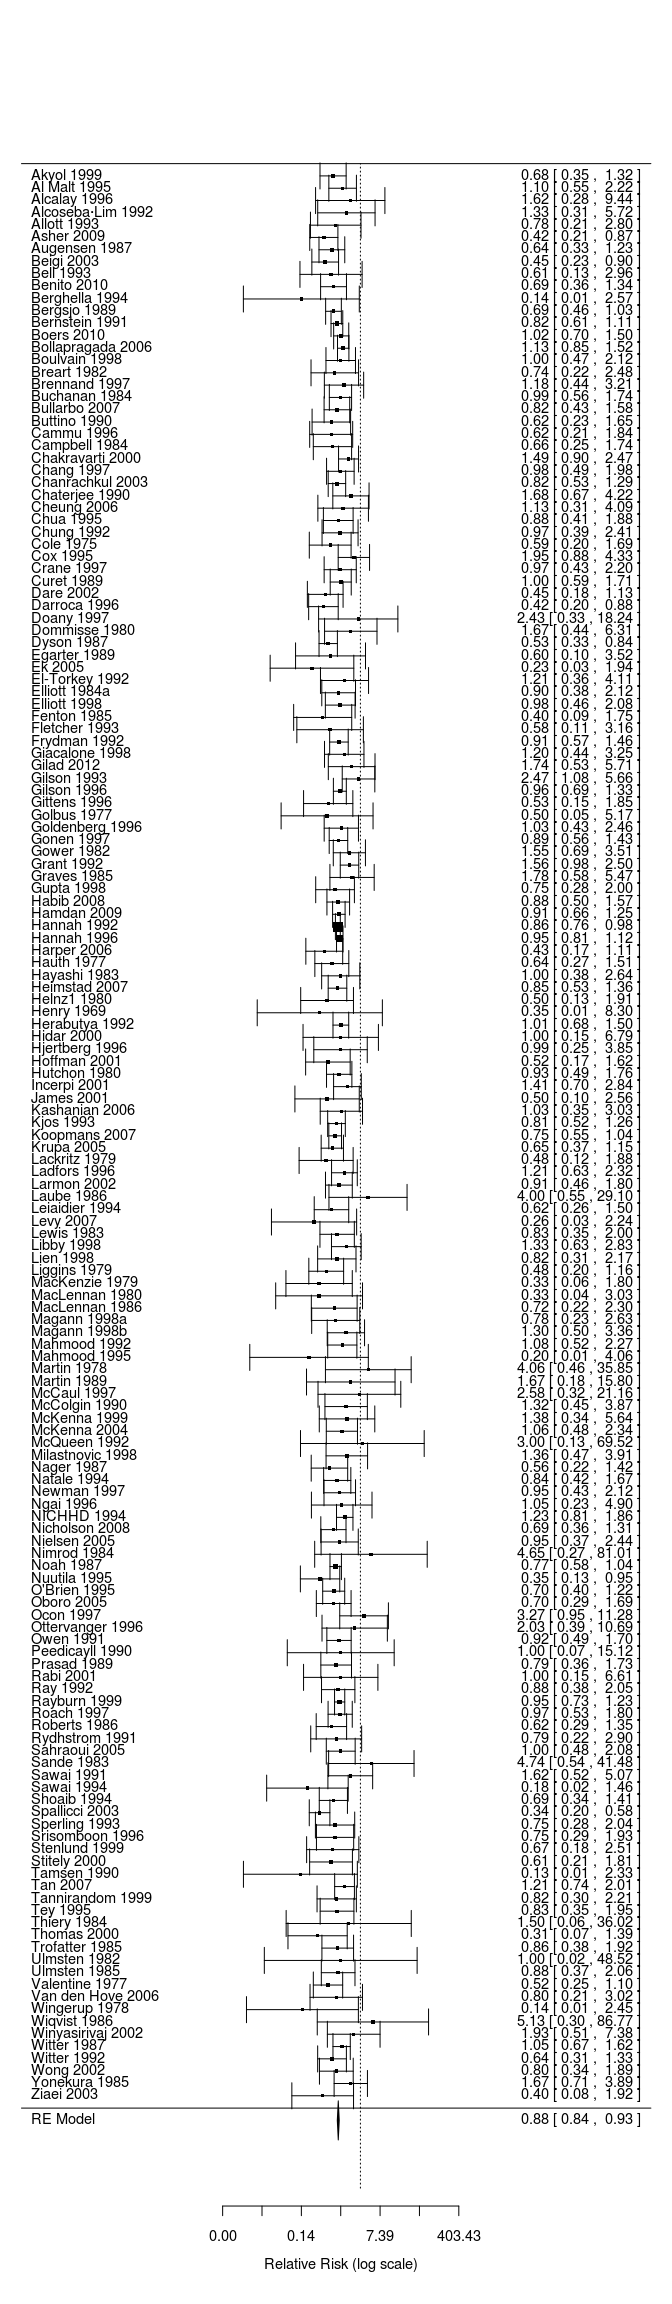 Akyol 1999 0.68 [ 0.35 , 1.32 ]
Al Malt 1995 1.10 [ 0.55 , 2.22 ]
Alcalay 1996 1.62 [ 0.28 , 9.44 ]
Alcoseba-Lim 1992 1.33 [ 0.31 , 5.72 ]
Allott 1993 0.78 [ 0.21 , 2.80 ]
Asher 2009 0.42 [ 0.21 , 0.87 ]
Augensen 1987 0.64 [ 0.33 , 1.23 ]
Beigi 2003 0.45 [ 0.23 , 0.90 ]
Bell 1993 0.61 [ 0.13 , 2.96 ]
Benito 2010 0.69 [ 0.36 , 1.34 ]
Berghella 1994 0.14 [ 0.01 , 2.57 ]
Bergsjo 1989 0.69 [ 0.46 , 1.03 ]
Bernstein 1991 0.82 [ 0.61 , 1.11 ]
Boers 2010 1.02 [ 0.70 , 1.50 ]
Bollapragada 2006 1.13 [ 0.85 , 1.52 ]
Boulvain 1998 1.00 [ 0.47 , 2.12 ]
Breart 1982 0.74 [ 0.22 , 2.48 ]
Brennand 1997 1.18 [ 0.44 , 3.21 ]
Buchanan 1984 0.99 [ 0.56 , 1.74 ]
Bullarbo 2007 0.82 [ 0.43 , 1.58 ]
Buttino 1990 0.62 [ 0.23 , 1.65 ]
Cammu 1996 0.62 [ 0.21 , 1.84 ]
Campbell 1984 0.66 [ 0.25 , 1.74 ]
Chakravarti 2000 1.49 [ 0.90 , 2.47 ]
Chang 1997 0.98 [ 0.49 , 1.98 ]
Chanrachkul 2003 0.82 [ 0.53 , 1.29 ]
Chaterjee 1990 1.68 [ 0.67 , 4.22 ]
Cheung 2006 1.13 [ 0.31 , 4.09 ]
Chua 1995 0.88 [ 0.41 , 1.88 ]
Chung 1992 0.97 [ 0.39 , 2.41 ]
Cole 1975 0.59 [ 0.20 , 1.69 ]
Cox 1995 1.95 [ 0.88 , 4.33 ]
Crane 1997 0.97 [ 0.43 , 2.20 ]
Curet 1989 1.00 [ 0.59 , 1.71 ]
Dare 2002 0.45 [ 0.18 , 1.13 ]
Darroca 1996 0.42 [ 0.20 , 0.88 ]
Doany 1997 2.43 [ 0.33 , 18.24 ]
Dommisse 1980 1.67 [ 0.44 , 6.31 ]
Dyson 1987 0.53 [ 0.33 , 0.84 ]
Egarter 1989 0.60 [ 0.10 , 3.52 ]
Ek 2005 0.23 [ 0.03 , 1.94 ]
El-Torkey 1992 1.21 [ 0.36 , 4.11 ]
Elliott 1984a 0.90 [ 0.38 , 2.12 ]
Elliott 1998 0.98 [ 0.46 , 2.08 ]
Fenton 1985 0.40 [ 0.09 , 1.75 ]
Fletcher 1993 0.58 [ 0.11 , 3.16 ]
Frydman 1992 0.91 [ 0.57 , 1.46 ]
Giacalone 1998 1.20 [ 0.44 , 3.25 ]
Gilad 2012 1.74 [ 0.53 , 5.71 ]
Gilson 1993 2.47 [ 1.08 , 5.66 ]
Gilson 1996 0.96 [ 0.69 , 1.33 ]
Gittens 1996 0.53 [ 0.15 , 1.85 ]
Golbus 1977 0.50 [ 0.05 , 5.17 ]
Goldenberg 1996 1.03 [ 0.43 , 2.46 ]
Gonen 1997 0.89 [ 0.56 , 1.43 ]
Gower 1982 1.55 [ 0.69 , 3.51 ]
Grant 1992 1.56 [ 0.98 , 2.50 ]
Graves 1985 1.78 [ 0.58 , 5.47 ]
Gupta 1998 0.75 [ 0.28 , 2.00 ]
Habib 2008 0.88 [ 0.50 , 1.57 ]
Hamdan 2009 0.91 [ 0.66 , 1.25 ]
Hannah 1992 0.86 [ 0.76 , 0.98 ]
Hannah 1996 0.95 [ 0.81 , 1.12 ]
Harper 2006 0.43 [ 0.17 , 1.11 ]
Hauth 1977 0.64 [ 0.27 , 1.51 ]
Hayashi 1983 1.00 [ 0.38 , 2.64 ]
Heimstad 2007 0.85 [ 0.53 , 1.36 ]
Helnz1 1980 0.50 [ 0.13 , 1.91 ]
Henry 1969 0.35 [ 0.01 , 8.30 ]
Herabutya 1992 1.01 [ 0.68 , 1.50 ]
Hidar 2000 1.00 [ 0.15 , 6.79 ]
Hjertberg 1996 0.99 [ 0.25 , 3.85 ]
Hoffman 2001 0.52 [ 0.17 , 1.62 ]
Hutchon 1980 0.93 [ 0.49 , 1.76 ]
Incerpi 2001 1.41 [ 0.70 , 2.84 ]
James 2001 0.50 [ 0.10 , 2.56 ]
Kashanian 2006 1.03 [ 0.35 , 3.03 ]
Kjos 1993 0.81 [ 0.52 , 1.26 ]
Koopmans 2007 0.75 [ 0.55 , 1.04 ]
Krupa 2005 0.65 [ 0.37 , 1.15 ]
Lackritz 1979 0.48 [ 0.12 , 1.88 ]
Ladfors 1996 1.21 [ 0.63 , 2.32 ]
Larmon 2002 0.91 [ 0.46 , 1.80 ]
Laube 1986 4.00 [ 0.55 , 29.10 ]
Leiaidier 1994 0.62 [ 0.26 , 1.50 ]
Levy 2007 0.26 [ 0.03 , 2.24 ]
Lewis 1983 0.83 [ 0.35 , 2.00 ]
Libby 1998 1.33 [ 0.63 , 2.83 ]
Lien 1998 0.82 [ 0.31 , 2.17 ]
Liggins 1979 0.48 [ 0.20 , 1.16 ]
MacKenzie 1979 0.33 [ 0.06 , 1.80 ]
MacLennan 1980 0.33 [ 0.04 , 3.03 ]
MacLennan 1986 0.72 [ 0.22 , 2.30 ]
Magann 1998a 0.78 [ 0.23 , 2.63 ]
Magann 1998b 1.30 [ 0.50 , 3.36 ]
Mahmood 1992 1.08 [ 0.52 , 2.27 ]
Mahmood 1995 0.20 [ 0.01 , 4.06 ]
Martin 1978 4.06 [ 0.46 , 35.85 ]
Martin 1989 1.67 [ 0.18 , 15.80 ]
McCaul 1997 2.58 [ 0.32 , 21.16 ]
McColgin 1990 1.32 [ 0.45 , 3.87 ]
McKenna 1999 1.38 [ 0.34 , 5.64 ]
McKenna 2004 1.06 [ 0.48 , 2.34 ]
McQueen 1992 3.00 [ 0.13 , 69.52 ]
Milastnovic 1998 1.36 [ 0.47 , 3.91 ]
Nager 1987 0.56 [ 0.22 , 1.42 ]
Natale 1994 0.84 [ 0.42 , 1.67 ]
Newman 1997 0.95 [ 0.43 , 2.12 ]
Ngai 1996 1.05 [ 0.23 , 4.90 ]
NICHHD 1994 1.23 [ 0.81 , 1.86 ]
Nicholson 2008 0.69 [ 0.36 , 1.31 ]
Nielsen 2005 0.95 [ 0.37 , 2.44 ]
Nimrod 1984 4.65 [ 0.27 , 81.01 ]
Noah 1987 0.77 [ 0.58 , 1.04 ]
Nuutila 1995 0.35 [ 0.13 , 0.95 ]
O'Brien 1995 0.70 [ 0.40 , 1.22 ]
Oboro 2005 0.70 [ 0.29 , 1.69 ]
Ocon 1997 3.27 [ 0.95 , 11.28 ]
Ottervanger 1996 2.03 [ 0.39 , 10.69 ]
Owen 1991 0.92 [ 0.49 , 1.70 ]
Peedicayll 1990 1.00 [ 0.07 , 15.12 ]
Prasad 1989 0.79 [ 0.36 , 1.73 ]
Rabi 2001 1.00 [ 0.15 , 6.61 ]
Ray 1992 0.88 [ 0.38 , 2.05 ]
Rayburn 1999 0.95 [ 0.73 , 1.23 ]
Roach 1997 0.97 [ 0.53 , 1.80 ]
Roberts 1986 0.62 [ 0.29 , 1.35 ]
Rydhstrom 1991 0.79 [ 0.22 , 2.90 ]
Sahraoui 2005 1.00 [ 0.48 , 2.08 ]
Sande 1983 4.74 [ 0.54 , 41.48 ]
Sawai 1991 1.62 [ 0.52 , 5.07 ]
Sawai 1994 0.18 [ 0.02 , 1.46 ]
Shoaib 1994 0.69 [ 0.34 , 1.41 ]
Spallicci 2003 0.34 [ 0.20 , 0.58 ]
Sperling 1993 0.75 [ 0.28 , 2.04 ]
Srisomboon 1996 0.75 [ 0.29 , 1.93 ]
Stenlund 1999 0.67 [ 0.18 , 2.51 ]
Stitely 2000 0.61 [ 0.21 , 1.81 ]
Tamsen 1990 0.13 [ 0.01 , 2.33 ]
Tan 2007 1.21 [ 0.74 , 2.01 ]
Tannirandom 1999 0.82 [ 0.30 , 2.21 ]
Tey 1995 0.83 [ 0.35 , 1.95 ]
Thiery 1984 1.50 [ 0.06 , 36.02 ]
Thomas 2000 0.31 [ 0.07 , 1.39 ]
Trofatter 1985 0.86 [ 0.38 , 1.92 ]
Ulmsten 1982 1.00 [ 0.02 , 48.52 ]
Ulmsten 1985 0.88 [ 0.37 , 2.06 ]
Valentine 1977 0.52 [ 0.25 , 1.10 ]
Van den Hove 2006 0.80 [ 0.21 , 3.02 ]
Wingerup 1978 0.14 [ 0.01 , 2.45 ]
Wiqvist 1986 5.13 [ 0.30 , 86.77 ]
Winyasirivaj 2002 1.93 [ 0.51 , 7.38 ]
Witter 1987 1.05 [ 0.67 , 1.62 ]
Witter 1992 0.64 [ 0.31 , 1.33 ]
Wong 2002 0.80 [ 0.34 , 1.89 ]
Yonekura 1985 1.67 [ 0.71 , 3.89 ]
Ziaei 2003 0.40 [ 0.08 , 1.92 ]
RE Model 0.88 [ 0.84 , 0.93 ]
0.00 0.14 7.39 403.43
Relative Risk (log scale)